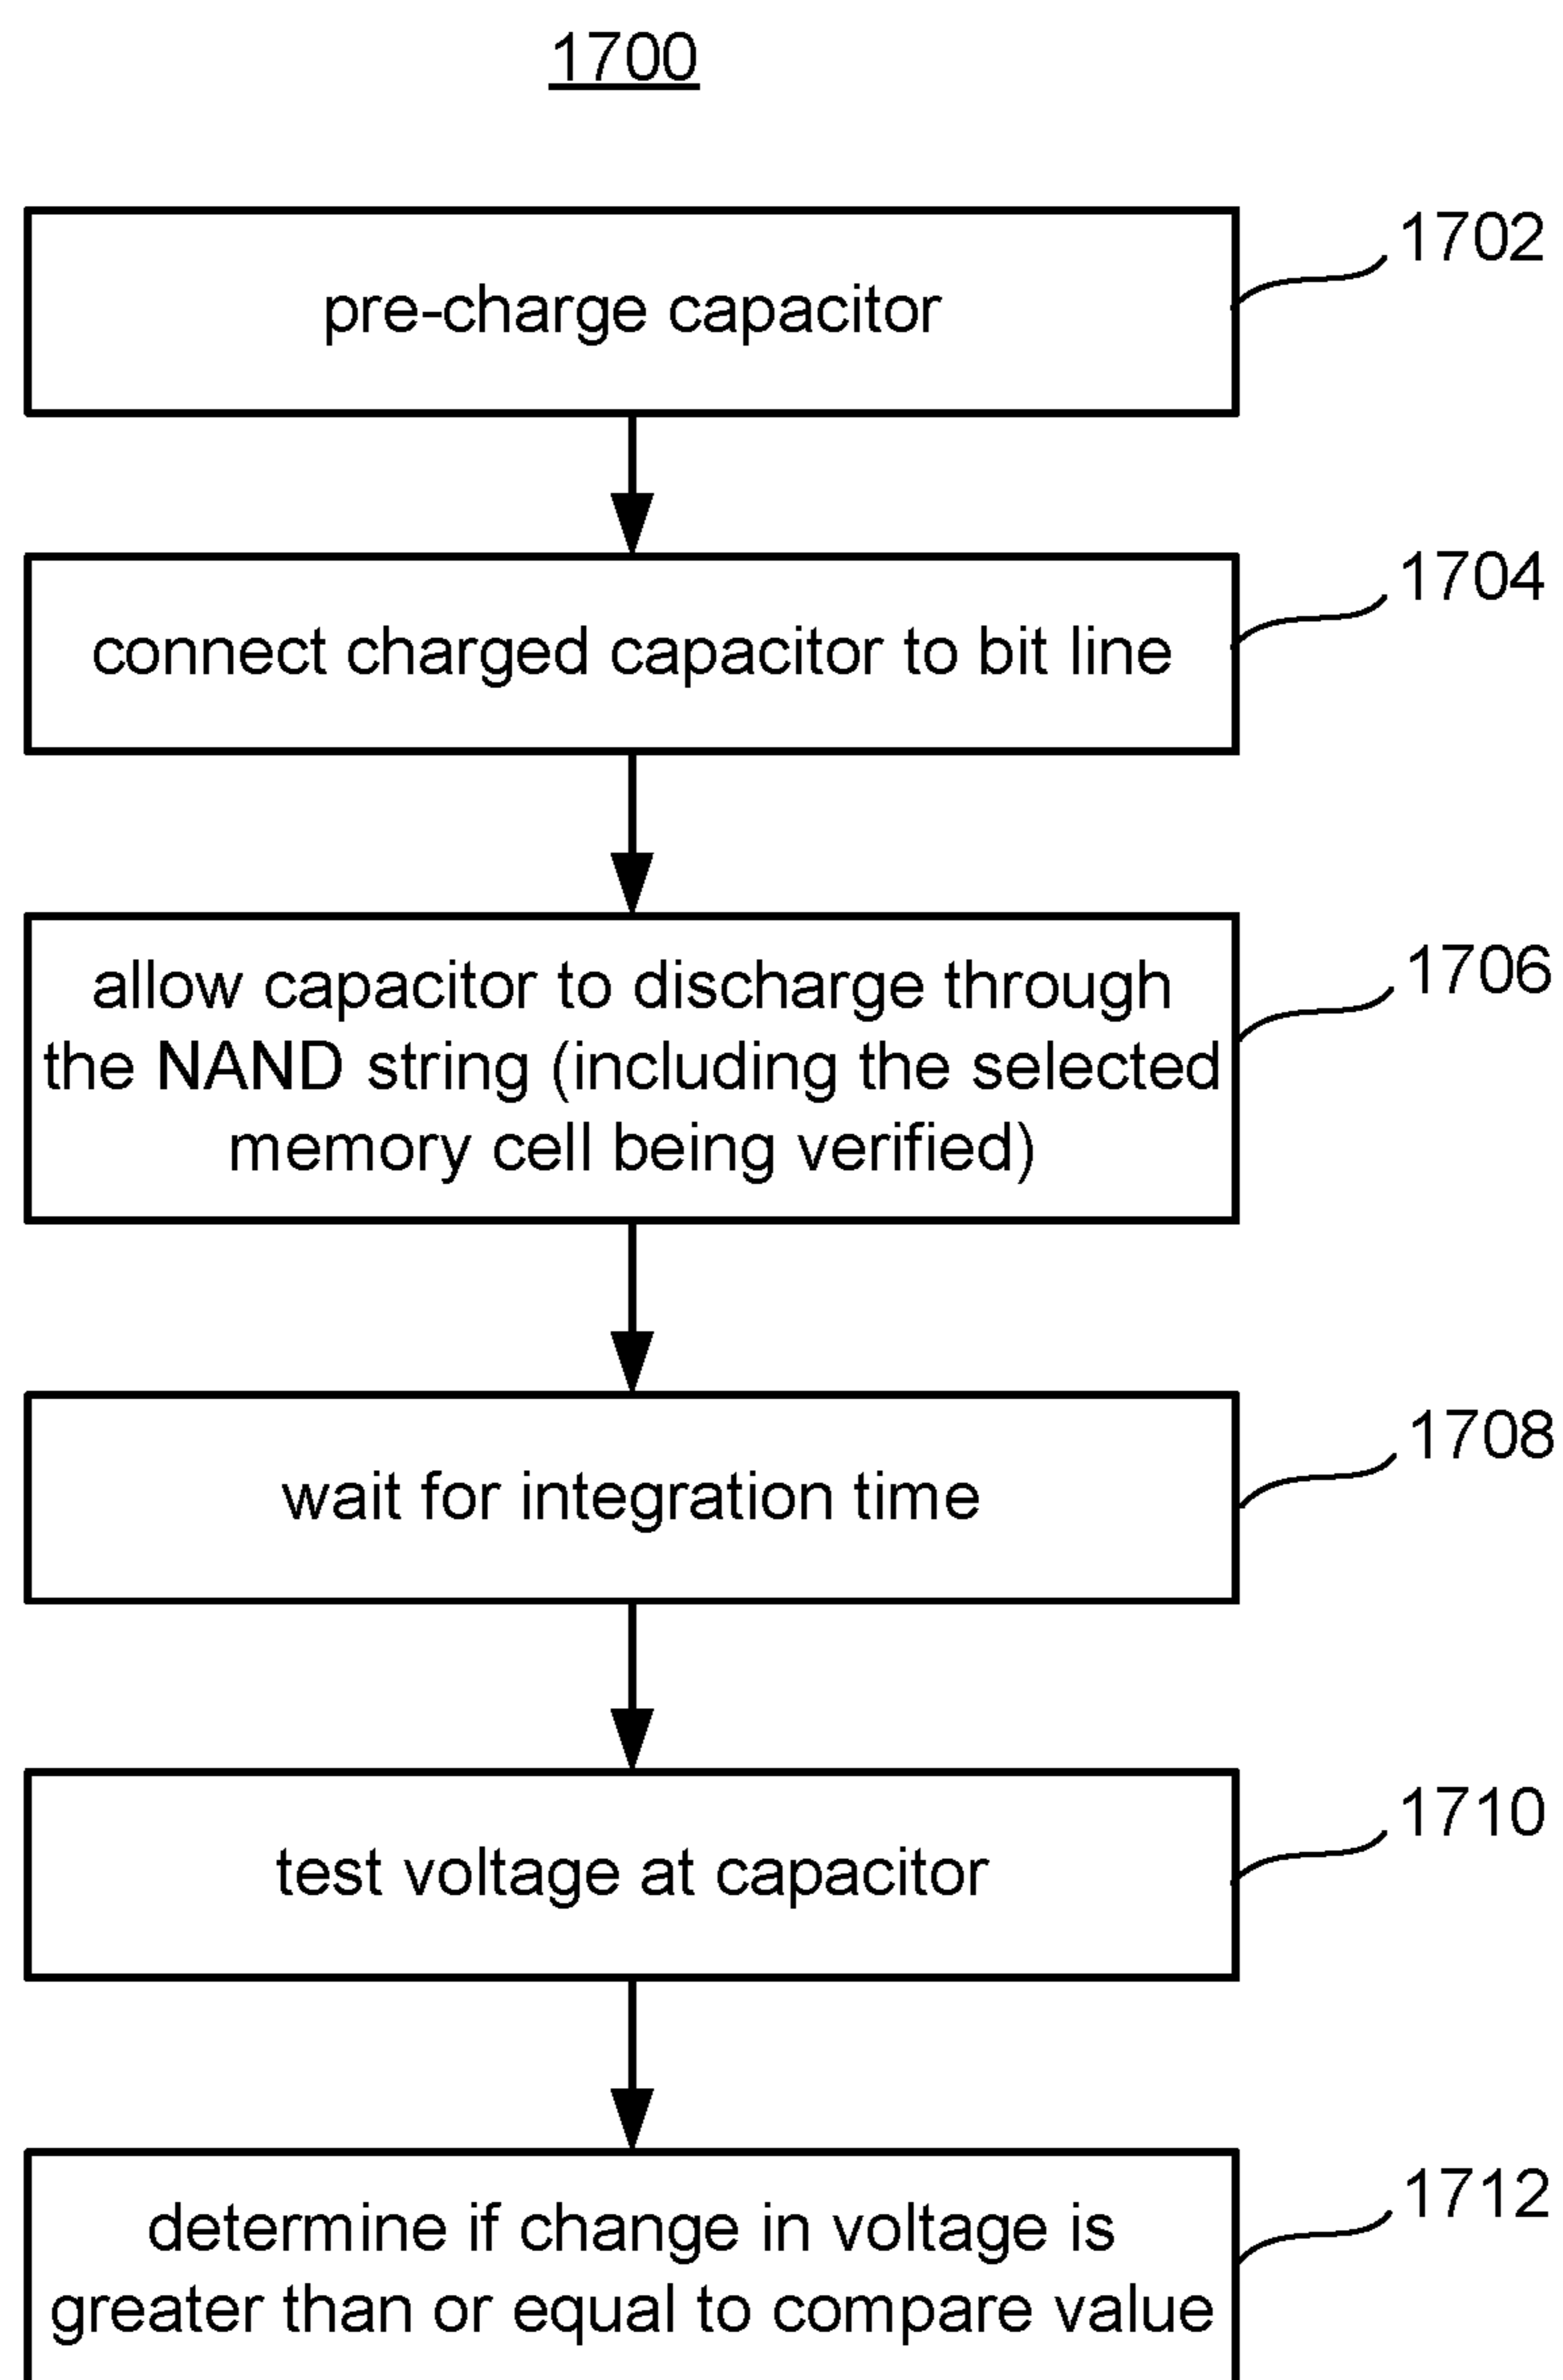 1700
pre-charge capacitor
1702
connect charged capacitor to bit line
1704
allow capacitor to discharge through
the NAND string (including the selected
memory cell being verified)
1706
wait for integration time
1708
test voltage at capacitor
1710
determine if change in voltage is
greater than or equal to compare value
1712